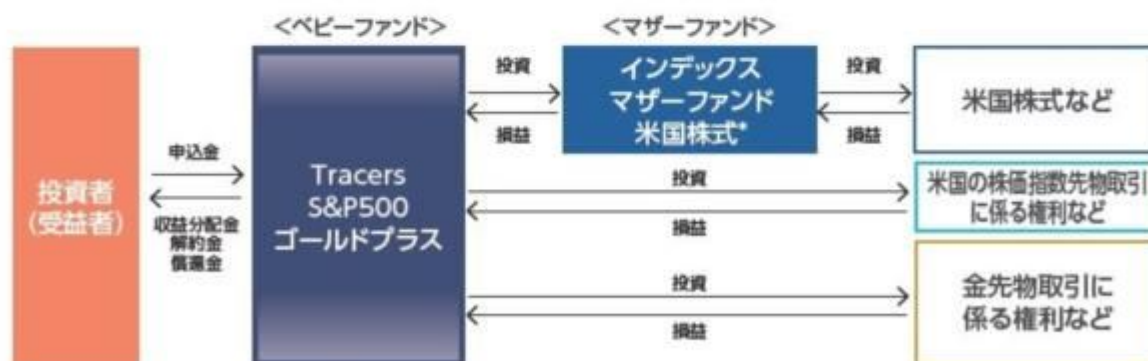 ＜ベビーファンド＞
＜マザーファンド＞
投資者
(受益者)
申込金
収益分配金
解約金
償還金
Tracers
S&P500
ゴールドプラス
投資
損益
インデックス
マザーファンド
米国株式*
投資
損益
米国株式など
投資
損益
米国の株価指数先物取引
に係る権利など
投資
損益
金先物取引に
係る権利など